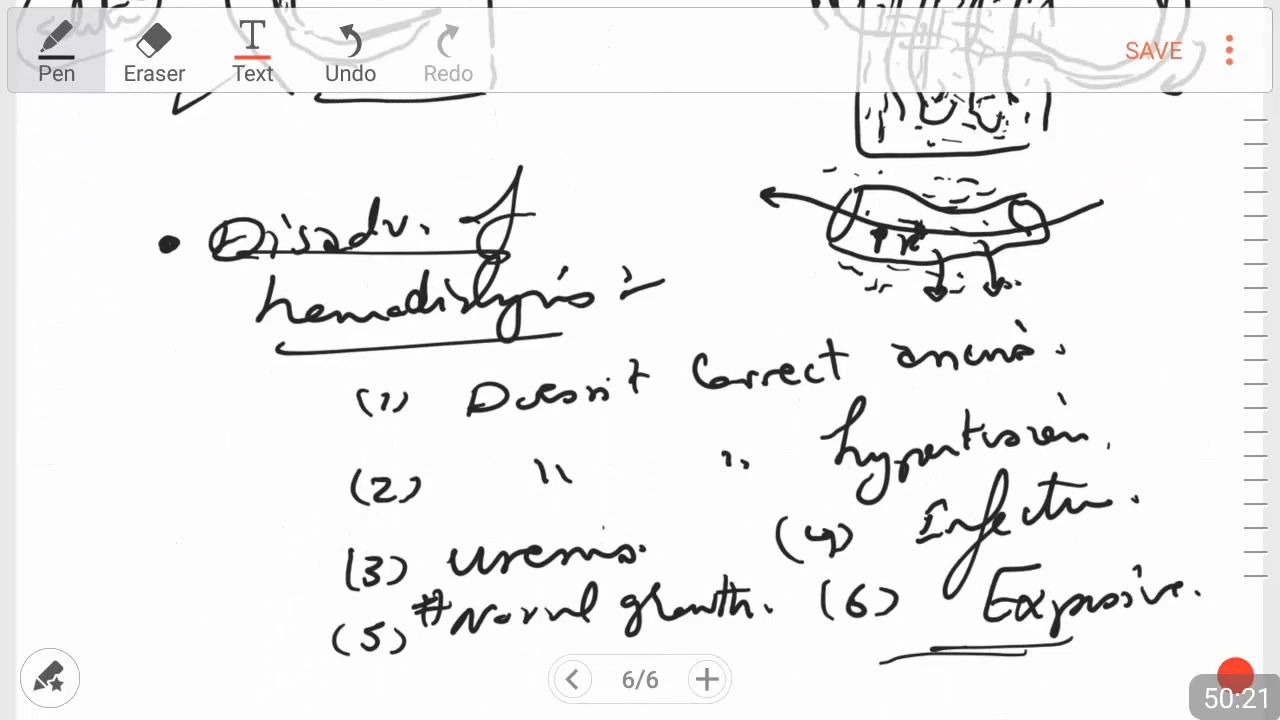 Pen Eraser Text Undo Redo SAVE
• Disadv. of
hemodialysis :-
(1) Doesn't Correct anemia.
(2) " " hypertension.
(3) uremia. (4) Infection.
(5) # Normal growth. (6) Expensive.
6/6
50:21